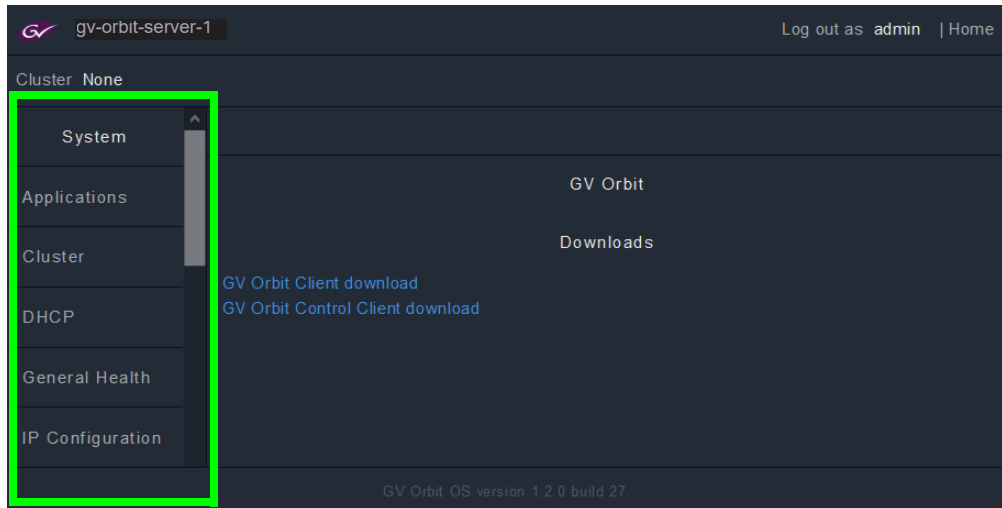 GV gv-orbit-server-1 Log out as admin | Home
Cluster None
System
Applications
Cluster
DHCP
General Health
IP Configuration
GV Orbit
Downloads
GV Orbit Client download
GV Orbit Control Client download
GV Orbit OS version 1.2.0 build 27.